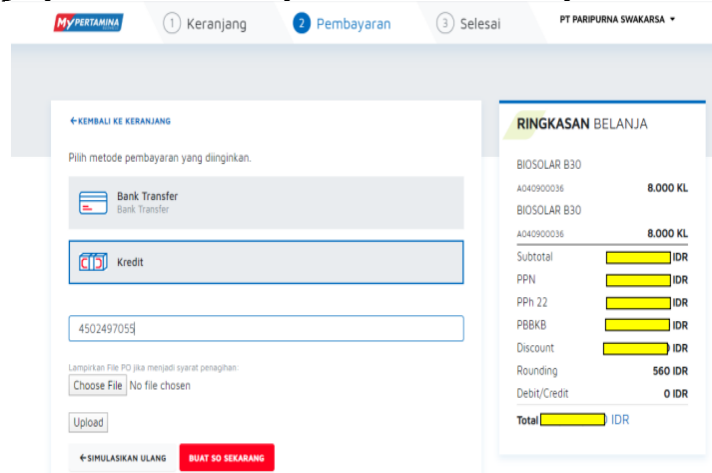 MyPERTAMINA
1 Keranjang
2 Pembayaran
3 Selesai
PT PARIPURNA SWAKARSA
←KEMBALI KE KERANJANG
Pilih metode pembayaran yang diinginkan.
Bank Transfer
Bank Transfer
Kredit
4502497055
Lampirkan File PO jika menjadi syarat penagihan:
Choose File No file chosen
Upload
←SIMULASIKAN ULANG
BUAT SO SEKARANG
RINGKASAN BELANJA
BIOSOLAR B30
A040900036 8.000 KL
BIOSOLAR B30
A040900036 8.000 KL
Subtotal IDR
PPN IDR
PPh 22 IDR
PBBKB IDR
Discount IDR
Rounding 560 IDR
Debit/Credit 0 IDR
Total IDR